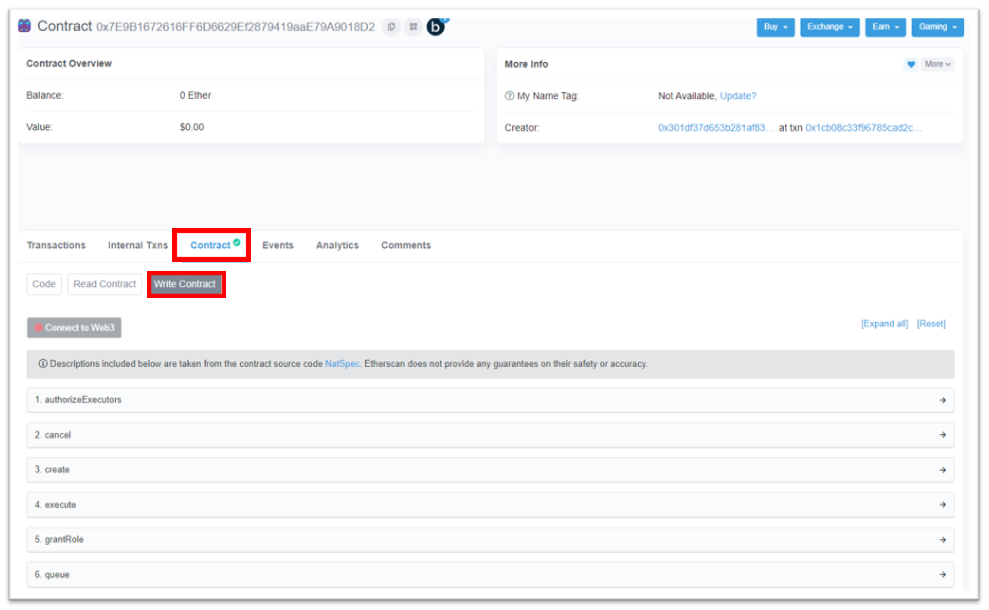 Contract 0x7E9B1672616FF6D6629Ef2879419aaE79A9018D2
Buy Exchange Earn Gaming
Contract Overview
Balance: 0 Ether
Value: $0.00
More Info
More
My Name Tag: Not Available, Update?
Creator: 0x301df37d653b281af83... at txn 0x1cb08c33f96785cad2c...
Transactions Internal Txns Contract Events Analytics Comments
Code Read Contract Write Contract
Connect to Web3
[Expand all] [Reset]
Descriptions included below are taken from the contract source code NatSpec. Etherscan does not provide any guarantees on their safety or accuracy.
1. authorizeExecutors
2. cancel
3. create
4. execute
5. grantRole
6. queue